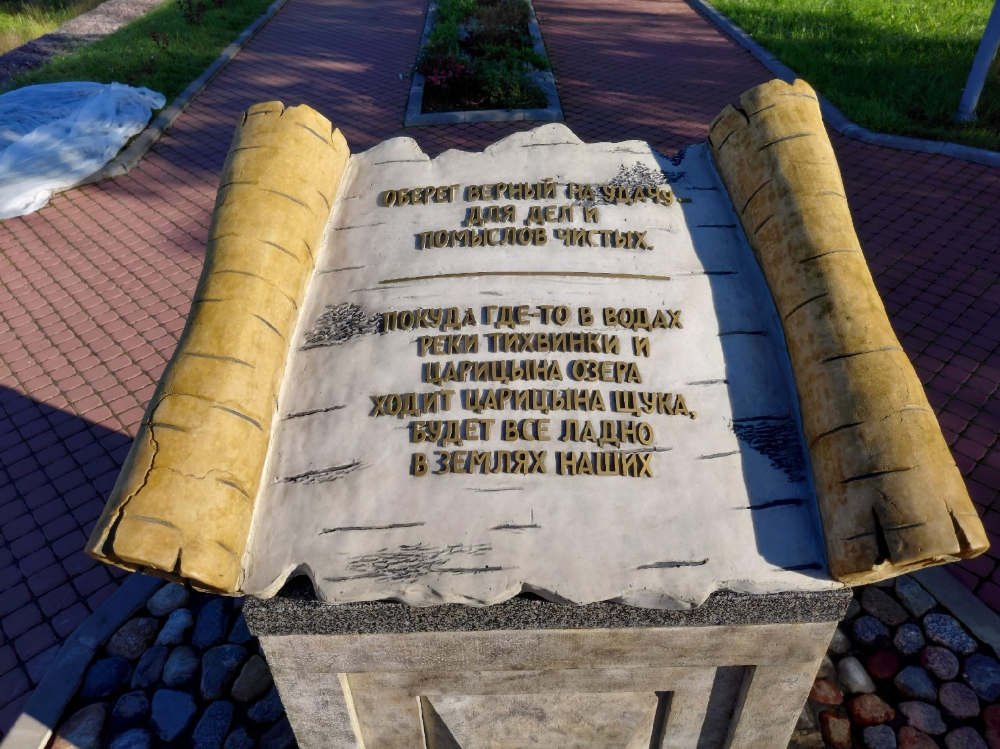 ОБЕРЕГ ВЕРНЫЙ НА УДАЧУ-
ДЛЯ ДЕЛ И
ПОМЫСЛОВ ЧИСТЫХ.
ПОКУДА ГДЕ-ТО В ВОДАХ
РЕКИ ТИХВИНКИ И
ЦАРИЦЫНА ОЗЕРА
ХОДИТ ЦАРИЦЫНА ЩУКА,
БУДЕТ ВСЕ ЛАДНО
В ЗЕМЛЯХ НАШИХ